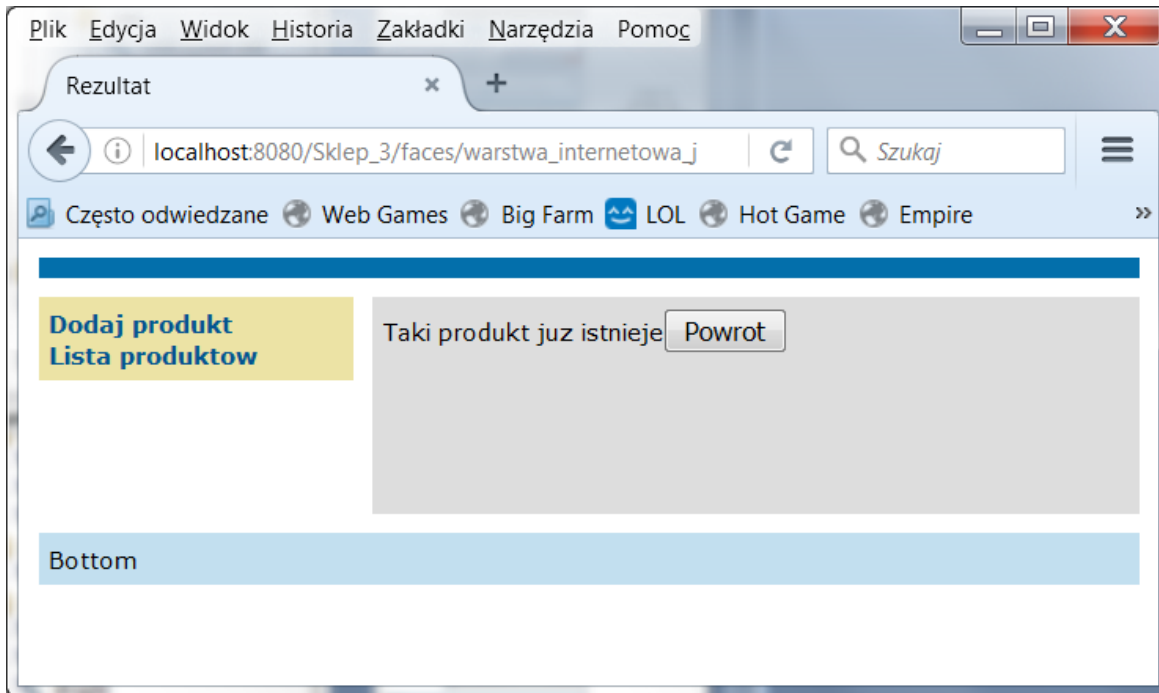 Plik Edycja Widok Historia Zakładki Narzędzia Pomoc
Rezultat
localhost:8080/Sklep_3/faces/warstwa_internetowa_j
Szukaj
Często odwiedzane Web Games Big Farm LOL Hot Game Empire
Dodaj produkt
Lista produktow
Taki produkt juz istnieje Powrot
Bottom